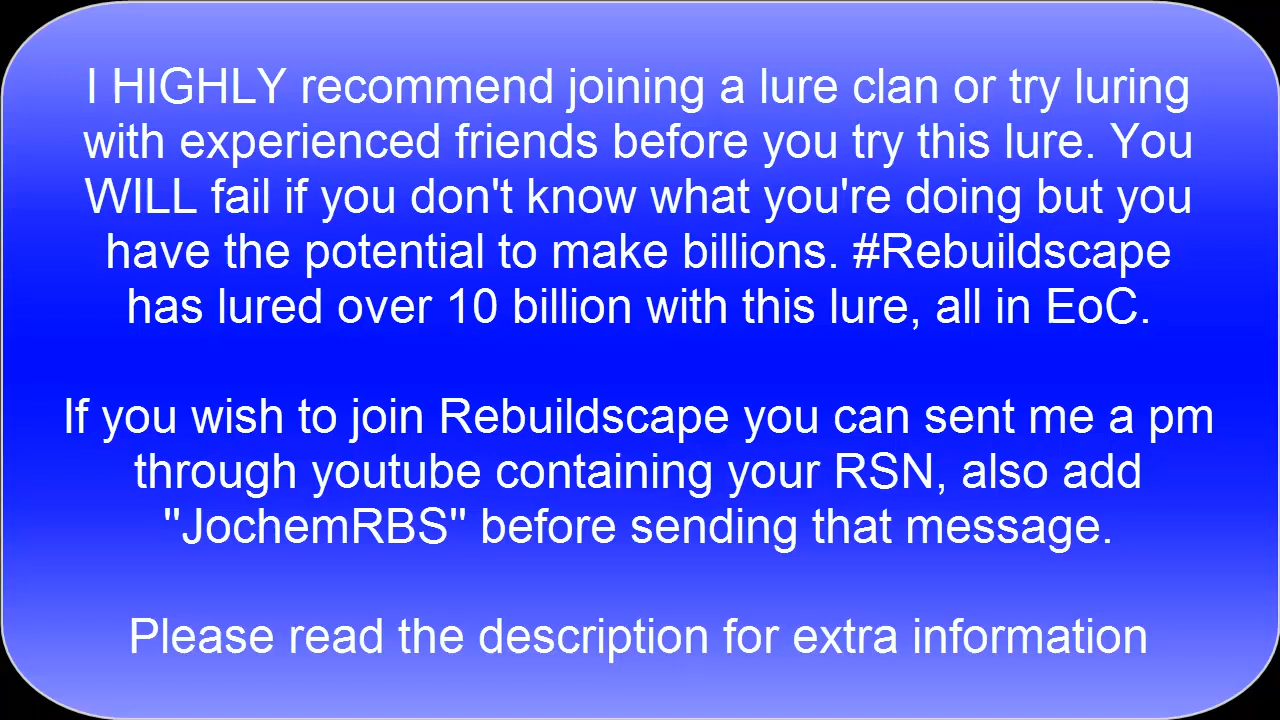 I HIGHLY recommend joining a lure clan or try luring
with experienced friends before you try this lure. You
WILL fail if you don't know what you're doing but you
have the potential to make billions. #Rebuildscape
has lured over 10 billion with this lure, all in EoC.
If you wish to join Rebuildscape you can sent me a pm
through youtube containing your RSN, also add
"JochemRBS" before sending that message.
Please read the description for extra information